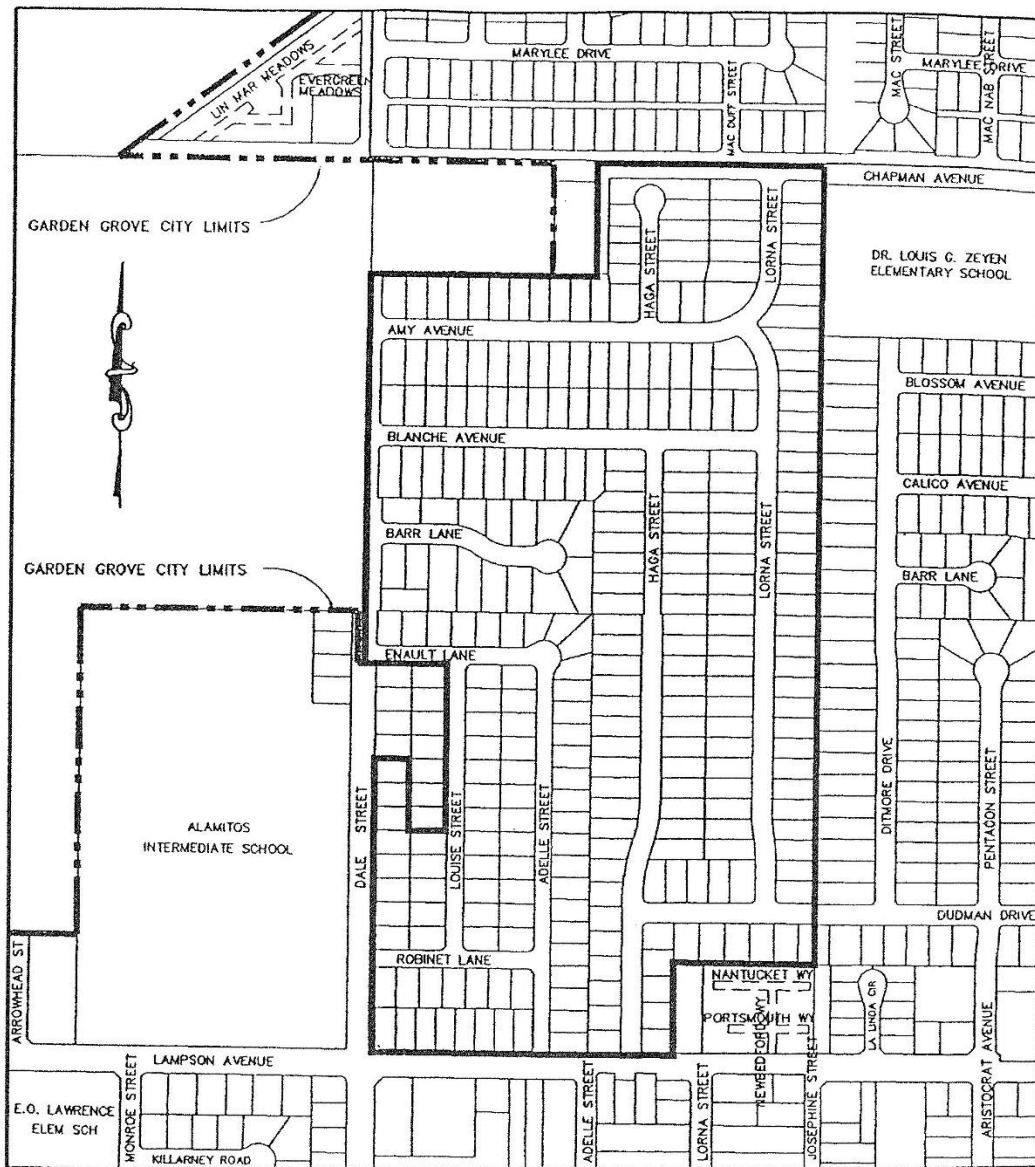 MARYLEE DRIVE
MAC STREET
MARYLEE DRIVE
LIN MAR MEADOWS
EVERGREEN
MEADOWS
MAC DUFF STREET
MAC NAB STREET
CHAPMAN AVENUE
GARDEN GROVE CITY LIMITS
HAGA STREET
LORNA STREET
DR. LOUIS G. ZEYEN
ELEMENTARY SCHOOL
AMY AVENUE
BLOSSOM AVENUE
BLANCHE AVENUE
CALICO AVENUE
BARR LANE
HAGA STREET
LORNA STREET
GARDEN GROVE CITY LIMITS
BARR LANE
ENAULT LANE
DALE STREET
LOUISE STREET
ADELLE STREET
DITMORE DRIVE
PENTAGON STREET
ALAMITOS
INTERMEDIATE SCHOOL
DUDMAN DRIVE
ARROWHEAD ST
ROBINET LANE
NANTUCKET WY
PORTSMOUTH WY
NEWBEDFORD WY
LA LINDA CIR
ARISTOCRAT AVENUE
LAMPSON AVENUE
MONROE STREET
ADELLE STREET
LORNA STREET
JOSEPHINE STREET
E.O. LAWRENCE
ELEM SCH
KILLARNEY ROAD